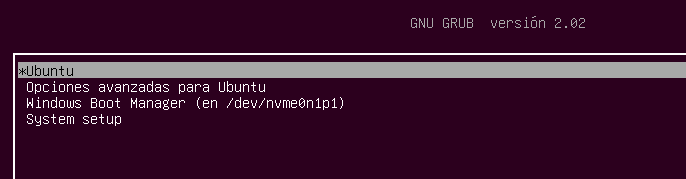 GNU GRUB versión 2.02
*Ubuntu
Opciones avanzadas para Ubuntu
Windows Boot Manager (en /dev/nvme0n1p1)
System setup